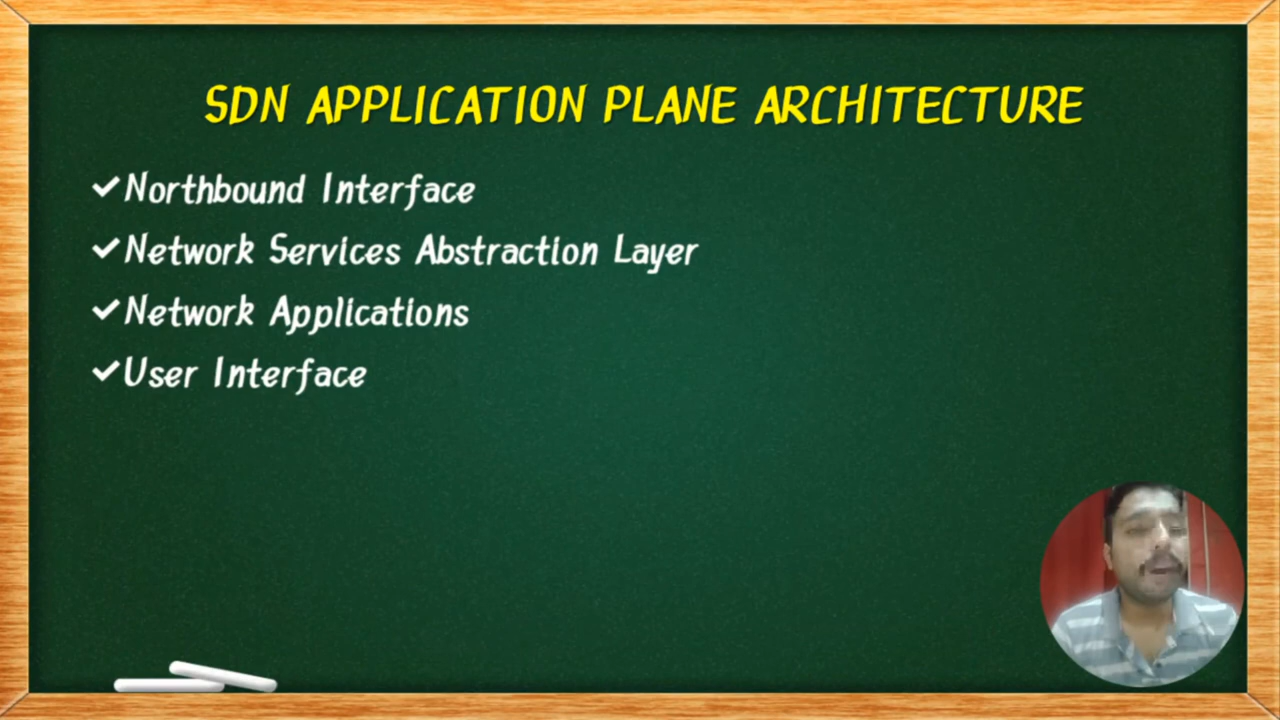 SDN APPLICATION PLANE ARCHITECTURE
✓Northbound Interface
✓Network Services Abstraction Layer
✓Network Applications
✓User Interface